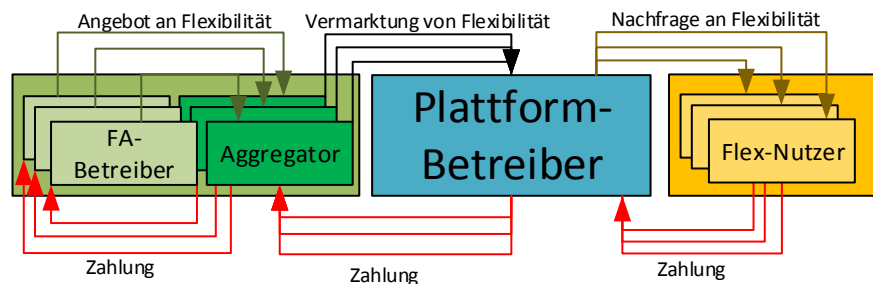 Angebot an Flexibilität
Vermarktung von Flexibilität
Nachfrage an Flexibilität
FA-
Betreiber
Aggregator
Plattform-
Betreiber
Flex-Nutzer
Zahlung
Zahlung
Zahlung